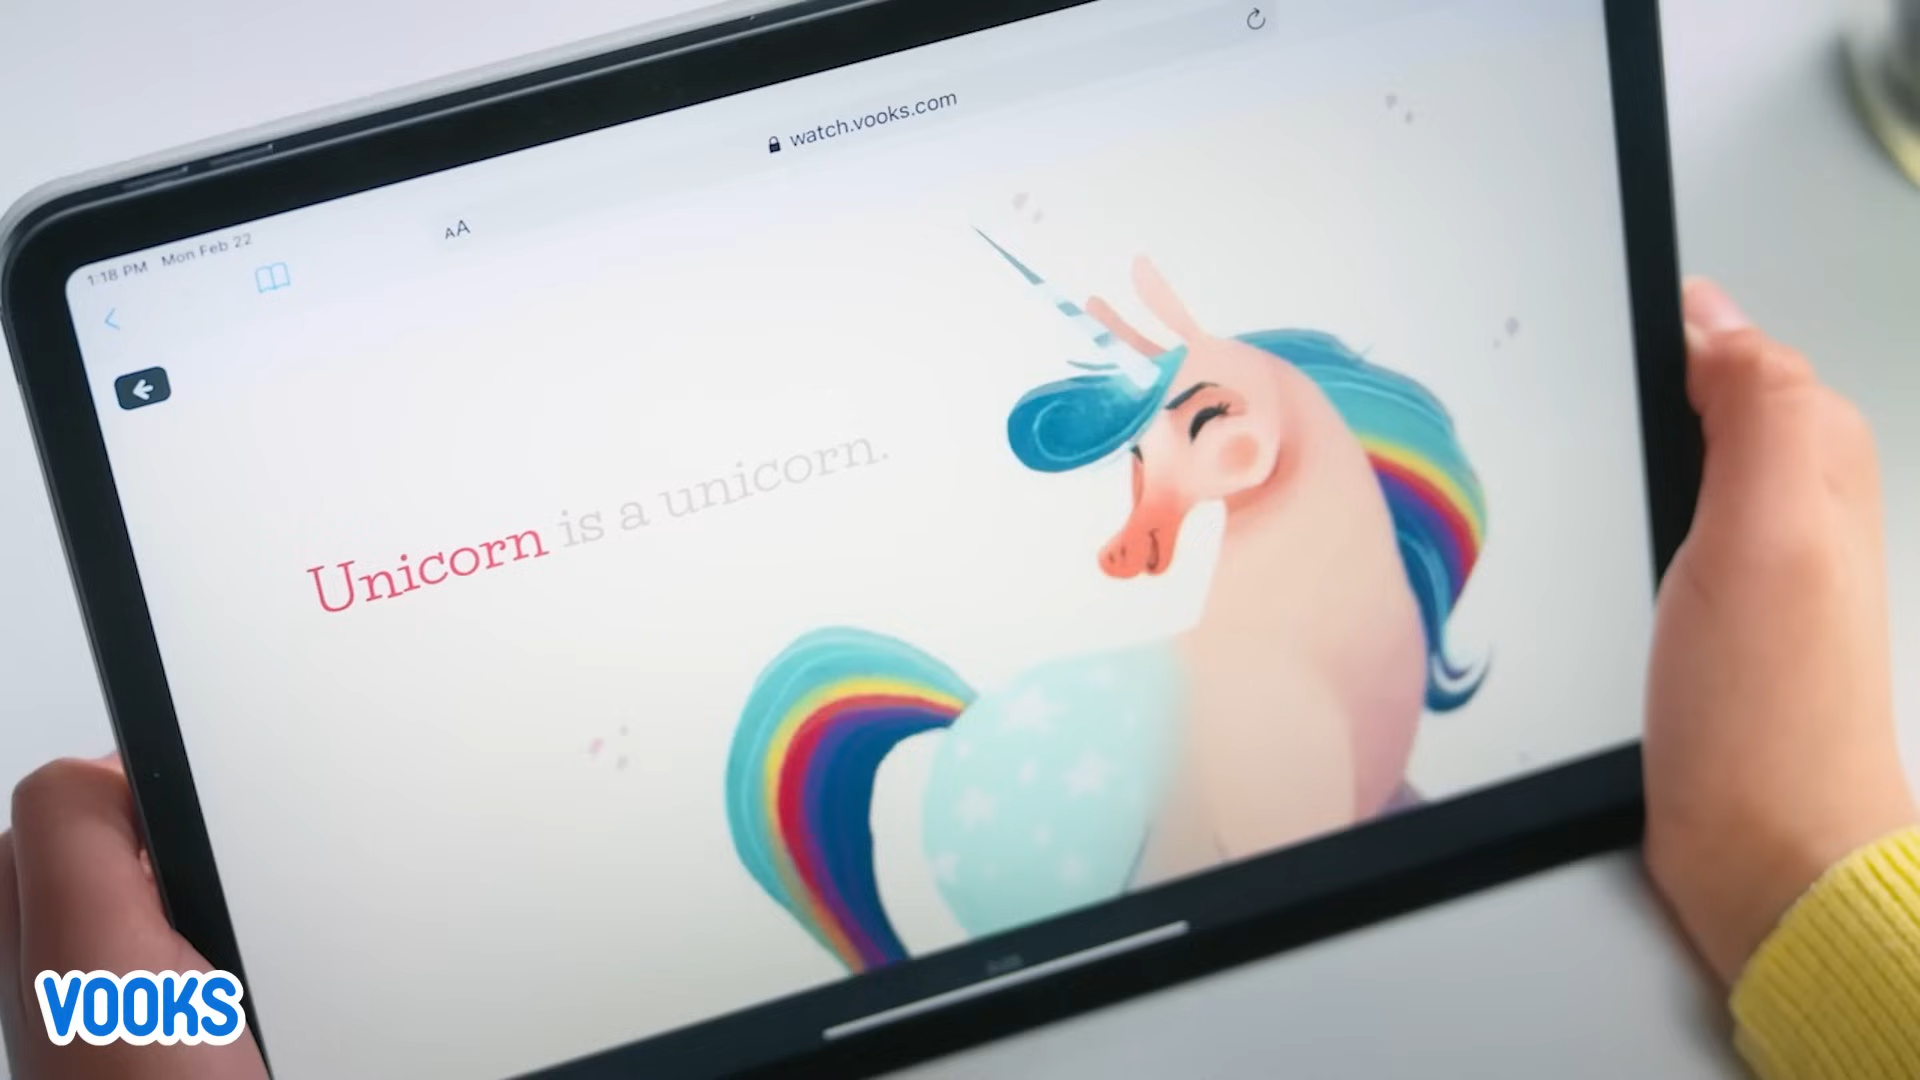 watch.vooks.com
AA
1:18 PM Mon Feb 22
Unicorn is a unicorn.
VOOKS